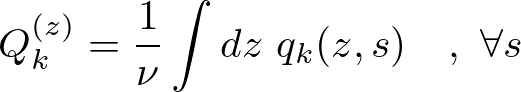 $Q_k^{(z)} = \frac{1}{\nu} \int dz \ q_k(z, s) \quad , \ \forall s$